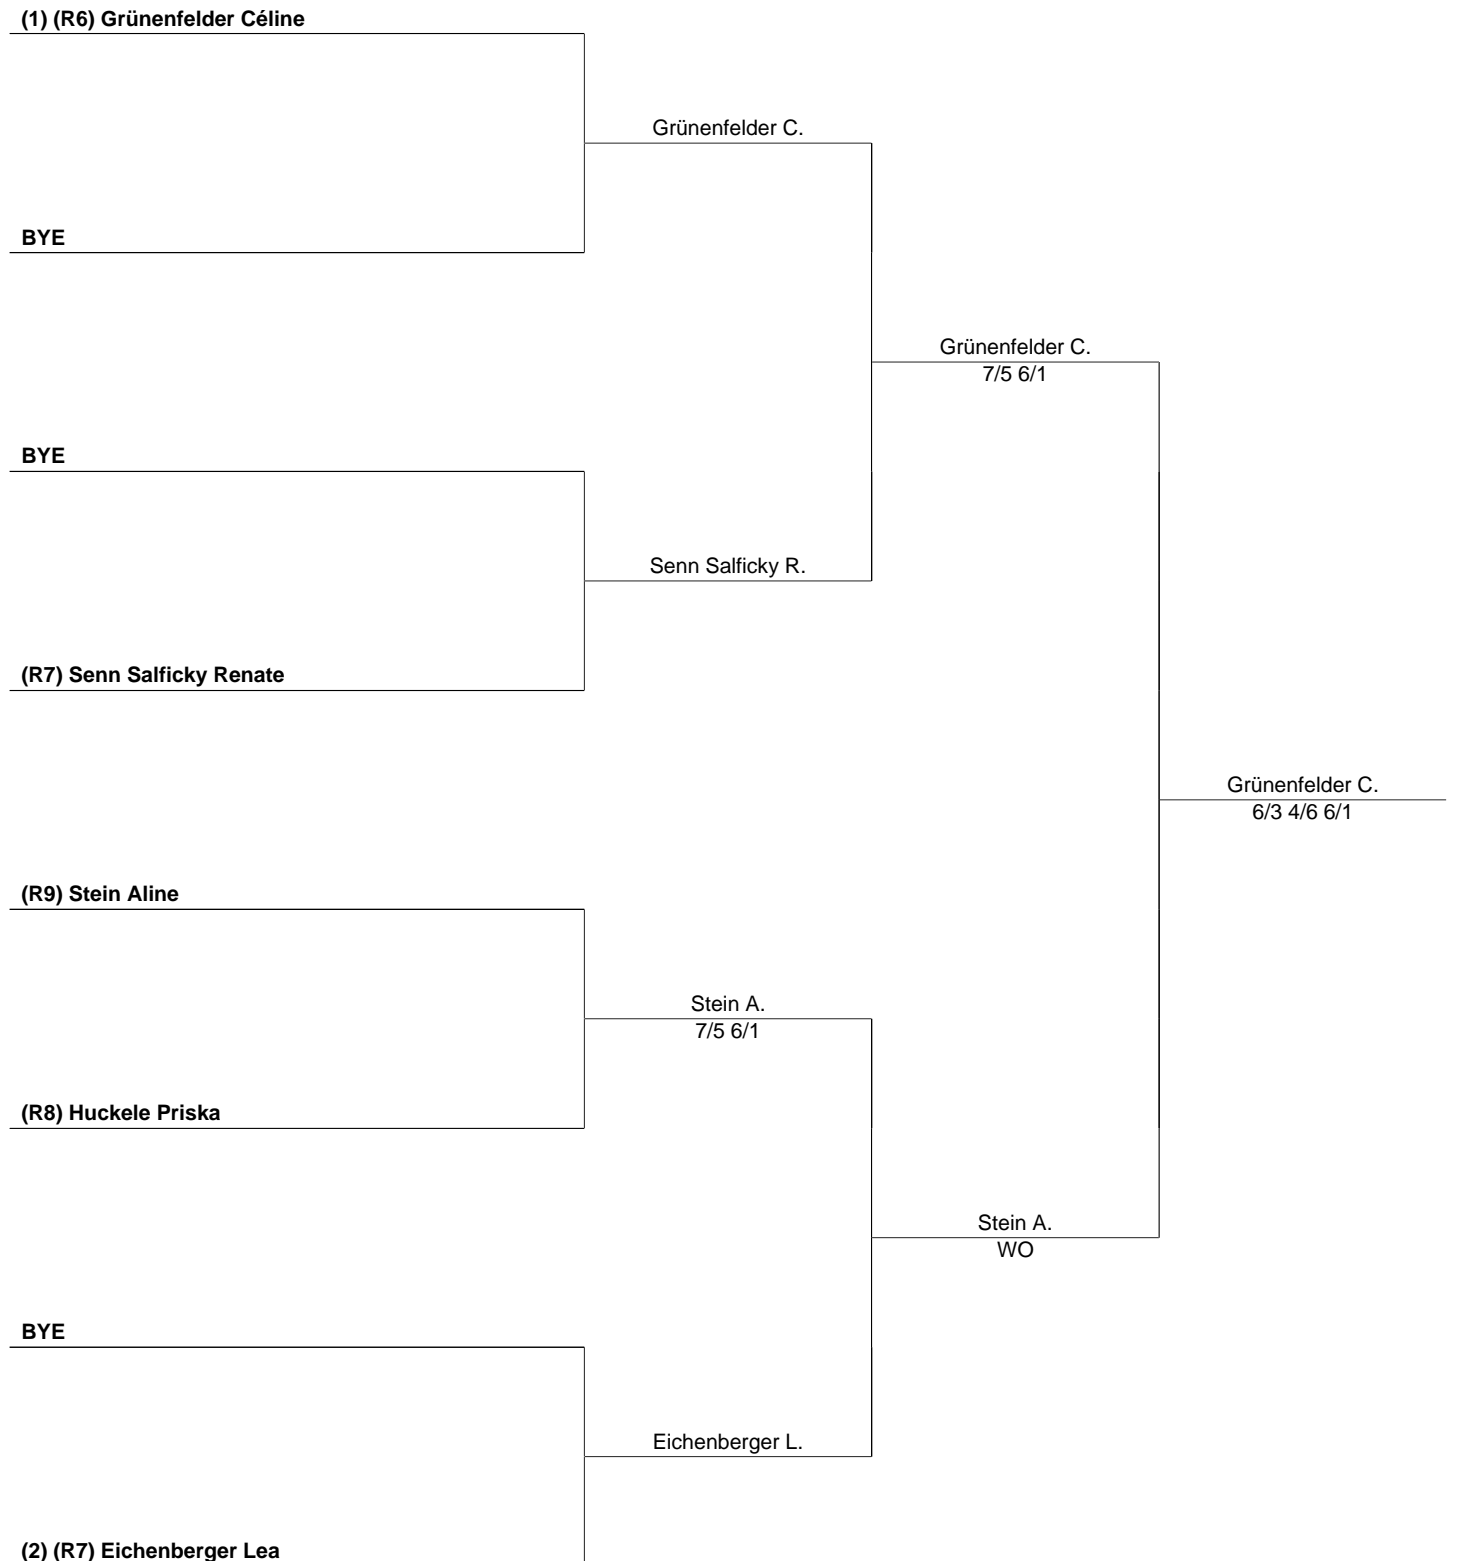 (1) (R6) Grünenfelder Céline
Grünenfelder C.
BYE
Grünenfelder C.
7/5 6/1
BYE
Senn Salficky R.
(R7) Senn Salficky Renate
Grünenfelder C.
6/3 4/6 6/1
(R9) Stein Aline
Stein A.
7/5 6/1
(R8) Huckele Priska
Stein A.
WO
BYE
Eichenberger L.
(2) (R7) Eichenberger Lea